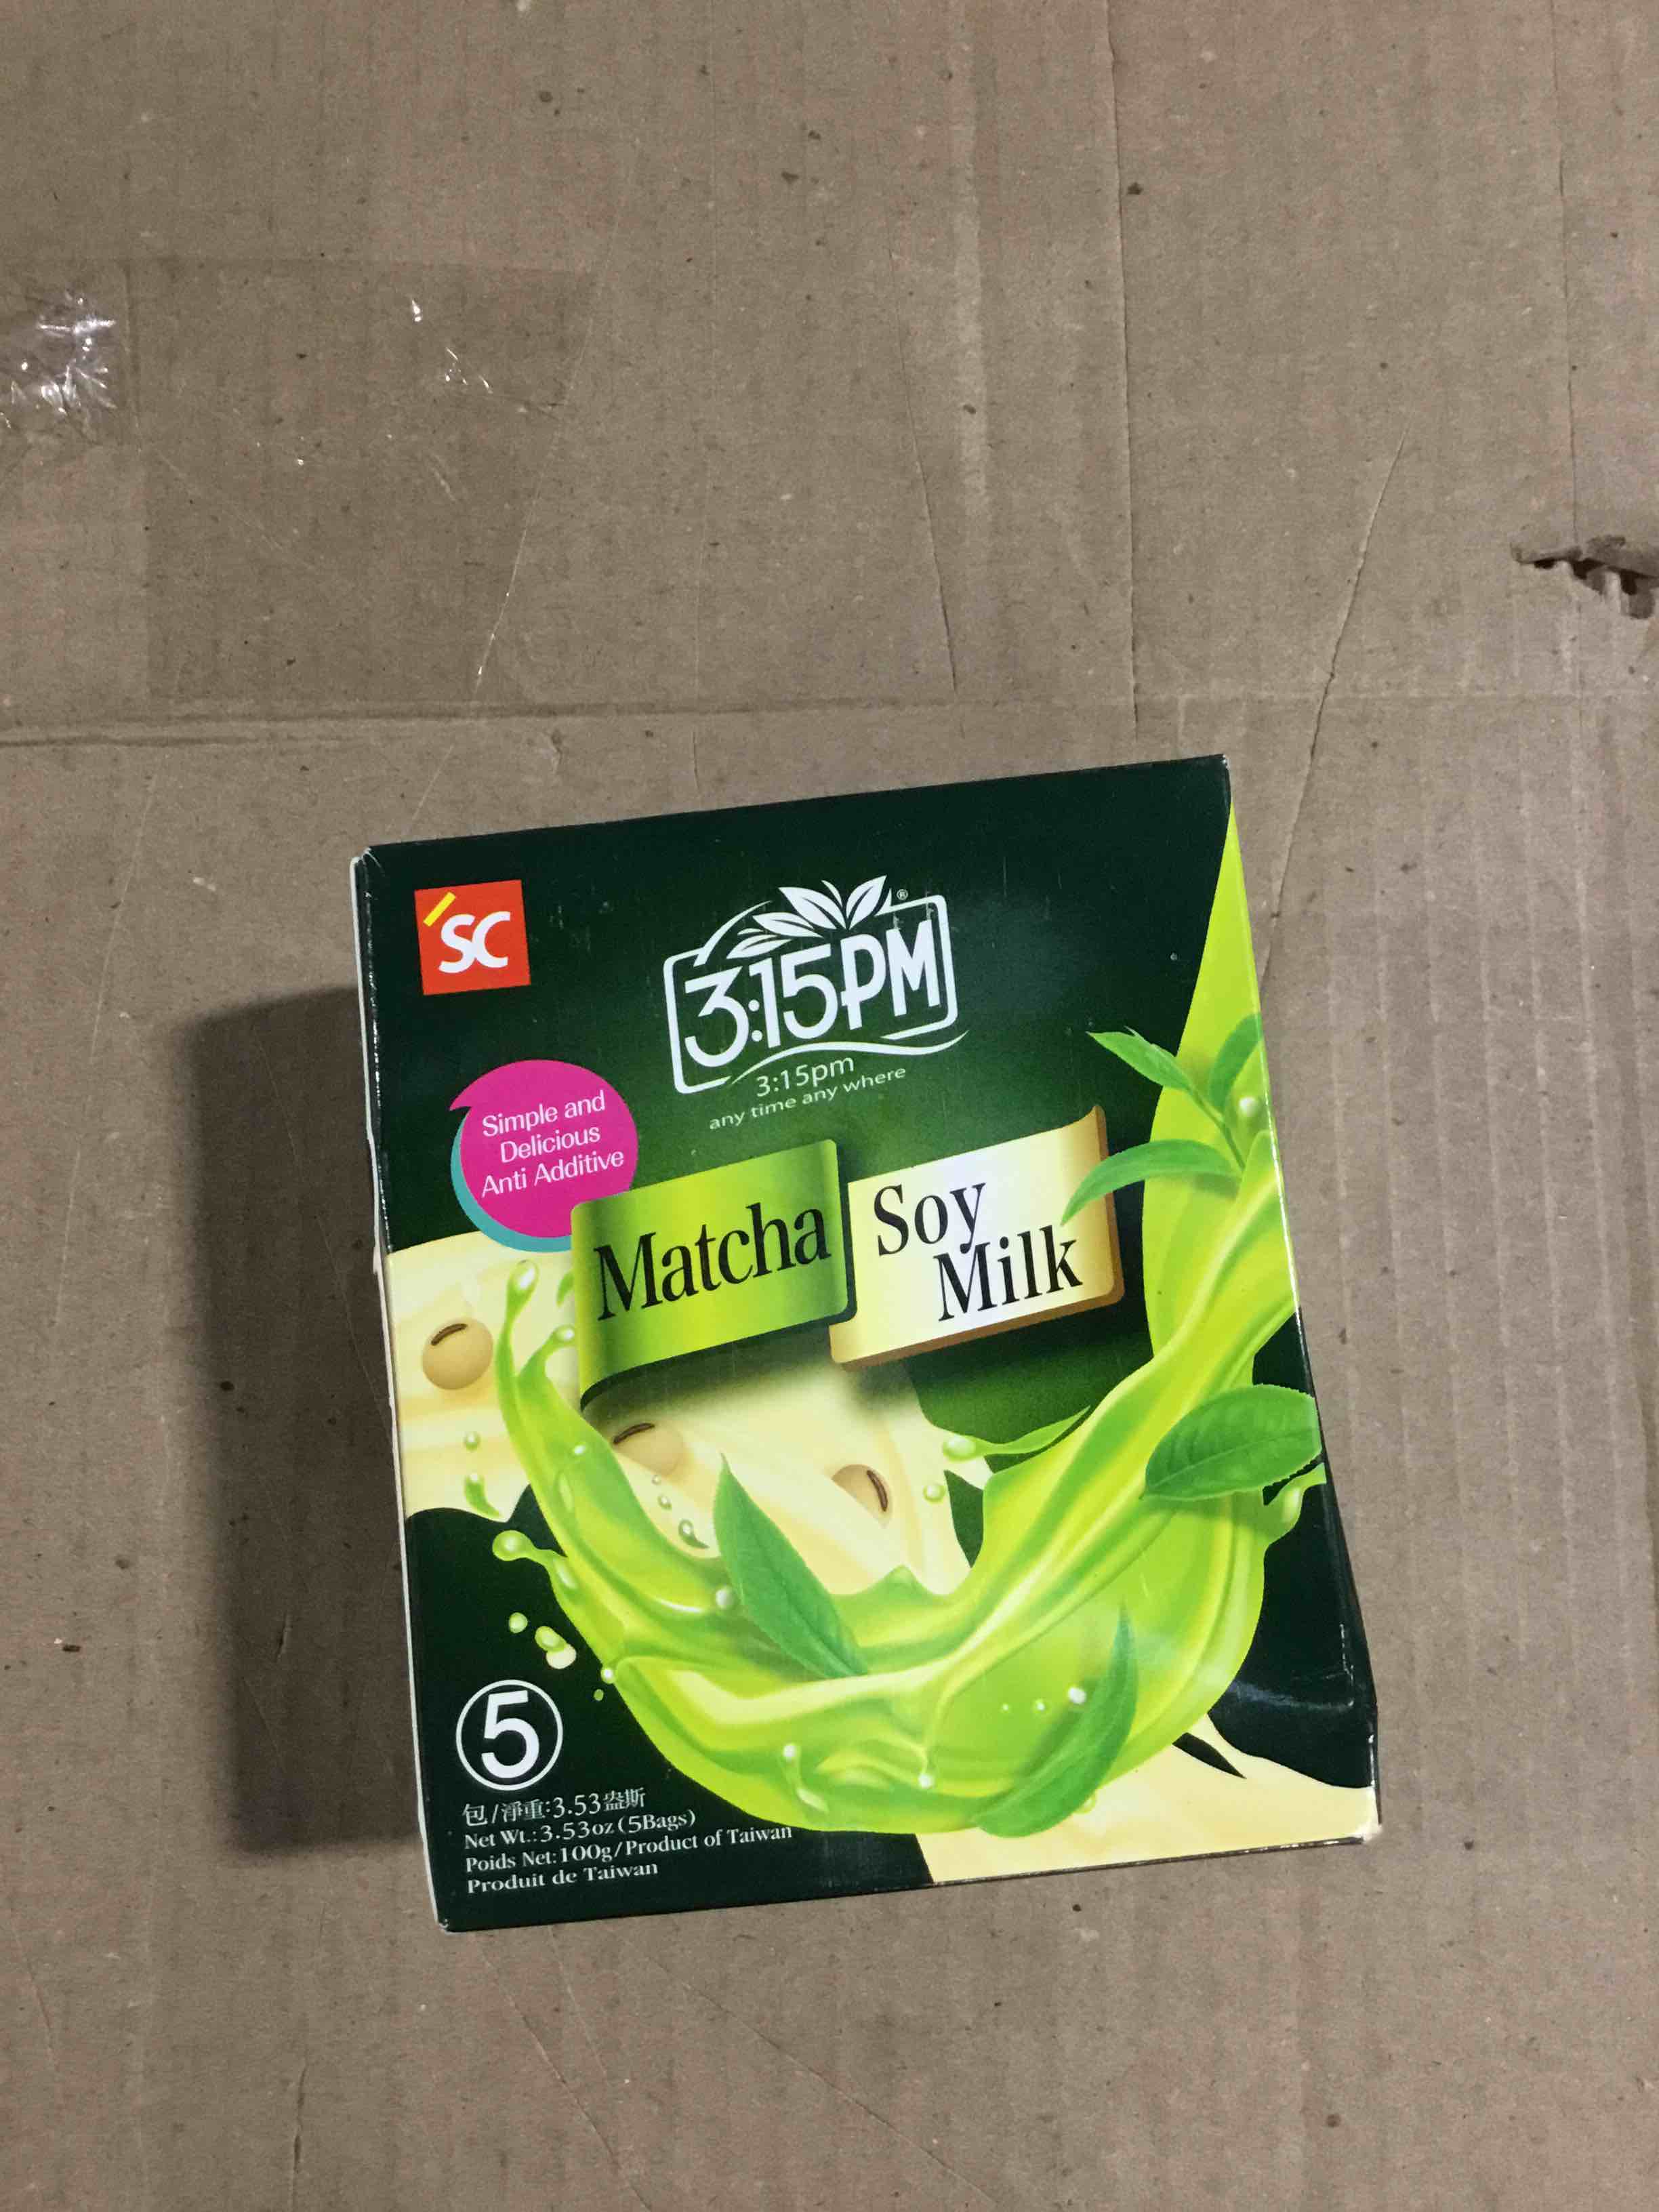 SC
3:15PM®
3:15pm
any time any where
Simple and
Delicious
Anti Additive
Matcha
Soy
Milk
5
包/淨重:3.53盎斯
Net Wt.:3.53oz(5Bags)
Poids Net:100g/Product of Taiwan
Produit de Taiwan